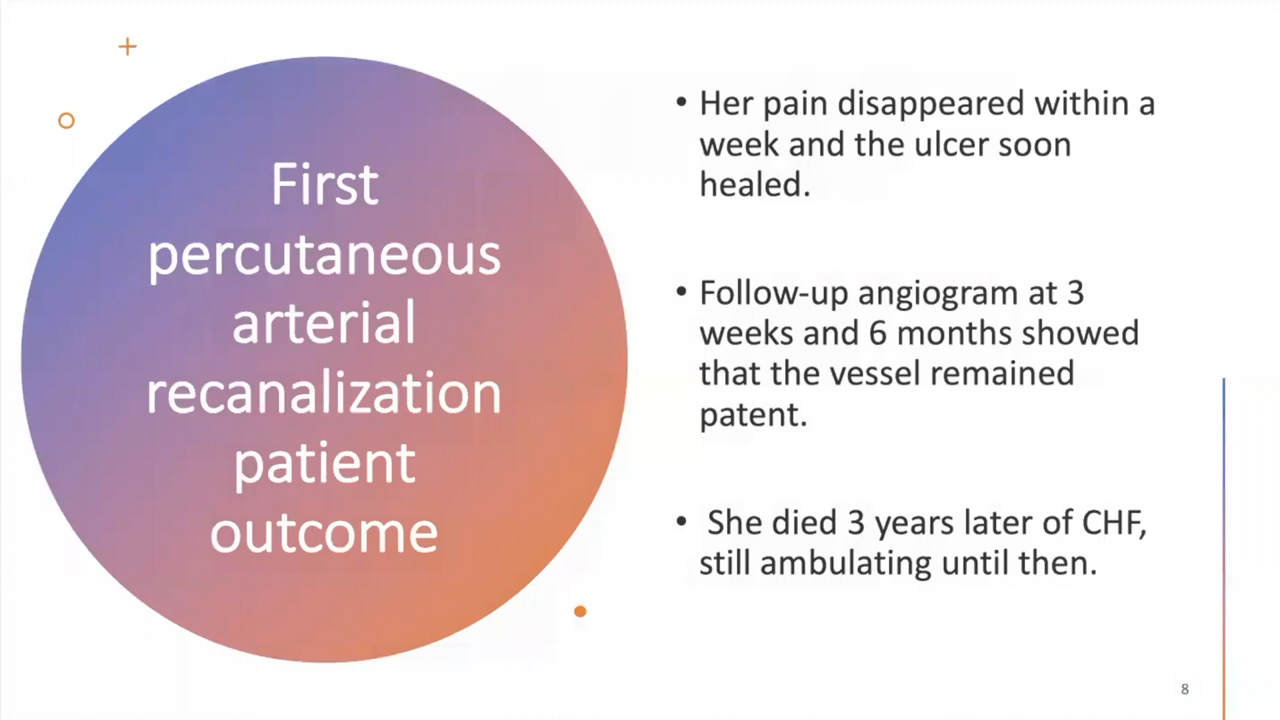 First
percutaneous
arterial
recanalization
patient
outcome
• Her pain disappeared within a
week and the ulcer soon
healed.
• Follow-up angiogram at 3
weeks and 6 months showed
that the vessel remained
patent.
• She died 3 years later of CHF,
still ambulating until then.
8